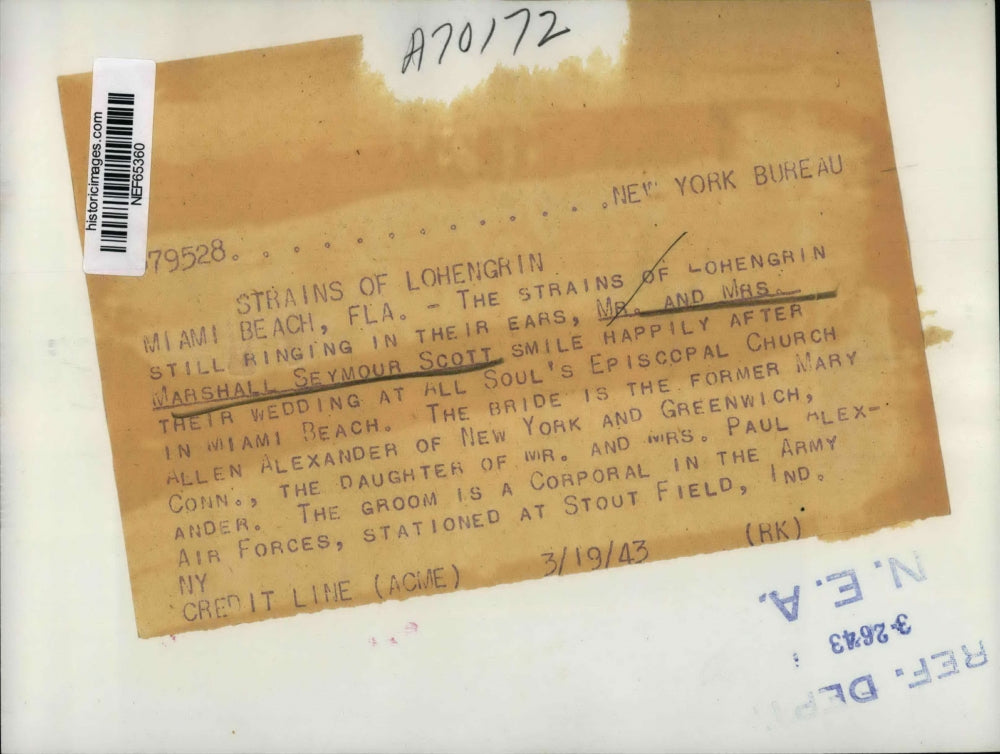 A70172
historicimages.com
NEF65360
79528. . . . . . . . . . . . .NEW YORK BUREAU
STRAINS OF LOHENGRIN
MIAMI BEACH, FLA. - THE STRAINS OF LOHENGRIN
STILL RINGING IN THEIR EARS, MR. AND MRS.
MARSHALL SEYMOUR SCOTT SMILE HAPPILY AFTER
THEIR WEDDING AT ALL SOUL'S EPISCOPAL CHURCH
IN MIAMI BEACH. THE BRIDE IS THE FORMER MARY
ALLEN ALEXANDER OF NEW YORK AND GREENWICH,
CONN., THE DAUGHTER OF MR. AND MRS. PAUL ALEX-
ANDER. THE GROOM IS A CORPORAL IN THE ARMY
AIR FORCES, STATIONED AT STOUT FIELD, IND.
NY
CREDIT LINE (ACME) 3/19/43 (RK)
N. E. A.
3-26-43
REF. DEPT.